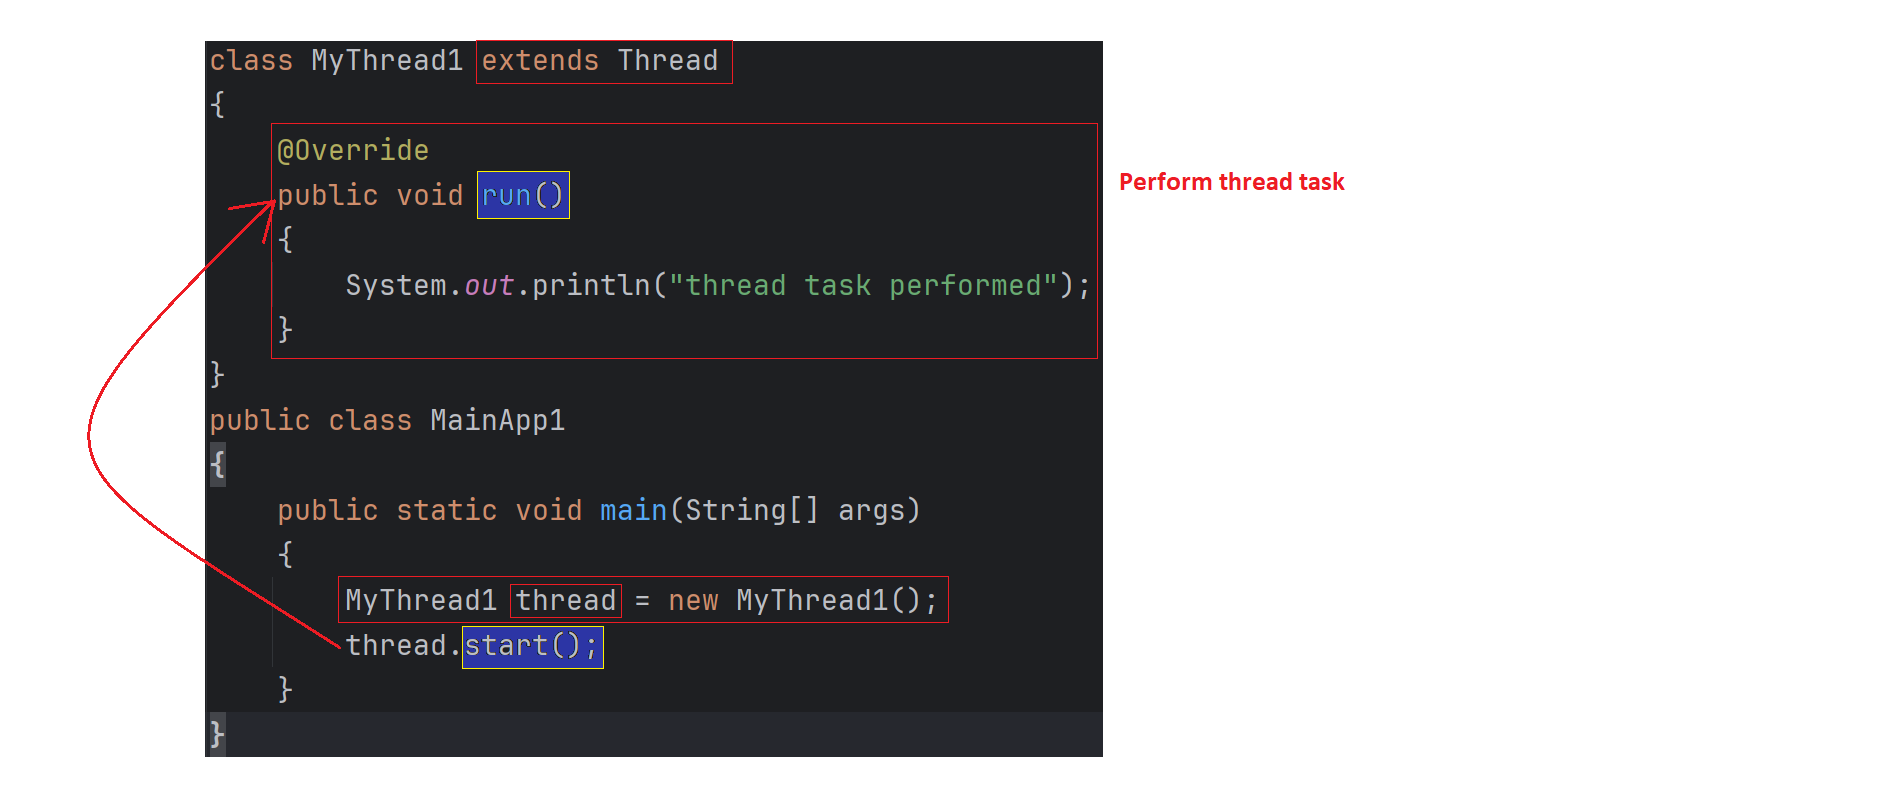 class MyThread1 extends Thread
{
@Override
public void run()
{
System.out.println("thread task performed");
}
}
public class MainApp1
{
public static void main(String[] args)
{
MyThread1 thread = new MyThread1();
thread.start();
}
}
Perform thread task